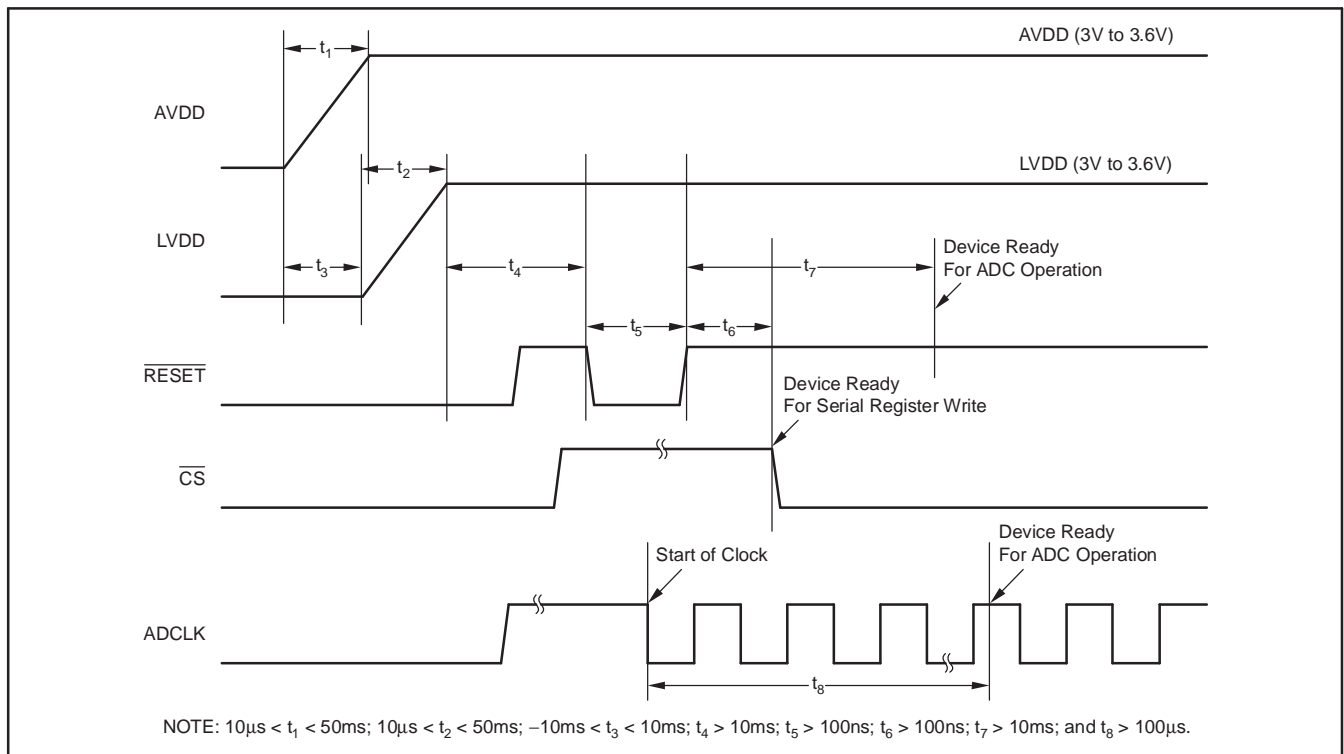 t1
AVDD (3V to 3.6V)
AVDD
t2
LVDD (3V to 3.6V)
LVDD
t3
t4
t7
Device Ready
For ADC Operation
t5
t6
RESET
Device Ready
For Serial Register Write
CS
Start of Clock
Device Ready
For ADC Operation
ADCLK
t8
NOTE: 10μs < t1 < 50ms; 10μs < t2 < 50ms; −10ms < t3 < 10ms; t4 > 10ms; t5 > 100ns; t6 > 100ns; t7 > 10ms; and t8 > 100μs.